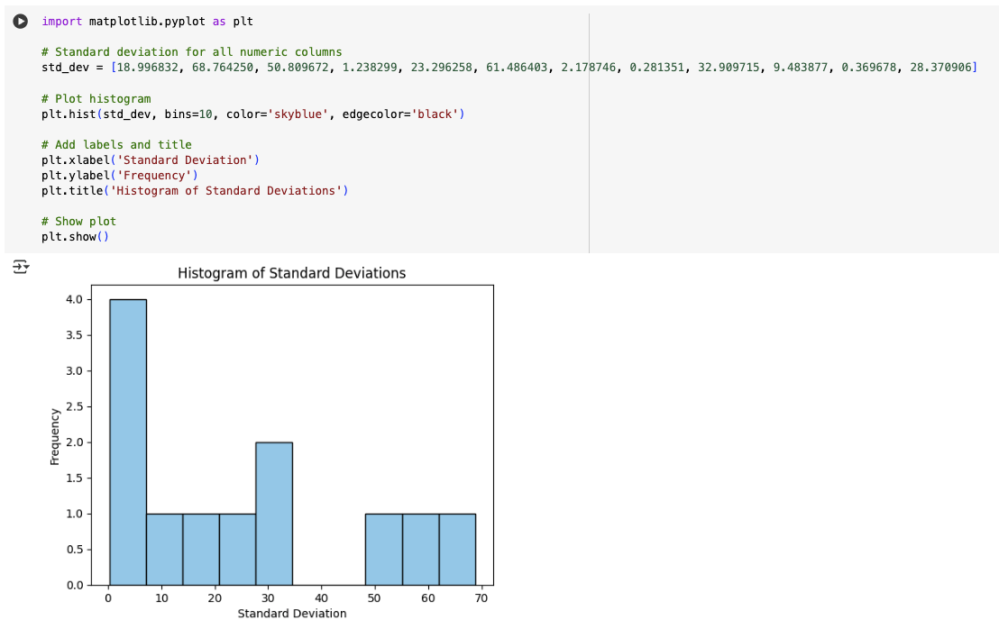 import matplotlib.pyplot as plt
# Standard deviation for all numeric columns
std_dev = [18.996832, 68.764250, 50.809672, 1.238299, 23.296258, 61.486403, 2.178746, 0.281351, 32.909715, 9.483877, 0.369678, 28.370906]
# Plot histogram
plt.hist(std_dev, bins=10, color='skyblue', edgecolor='black')
# Add labels and title
plt.xlabel('Standard Deviation')
plt.ylabel('Frequency')
plt.title('Histogram of Standard Deviations')
# Show plot
plt.show()
Histogram of Standard Deviations
4.0
3.5
3.0
2.5
2.0
1.5
1.0
0.5
0.0
Frequency
0 10 20 30 40 50 60 70
Standard Deviation